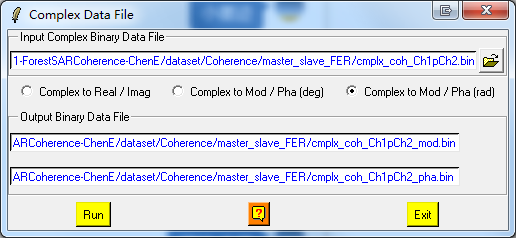 Complex Data File
Input Complex Binary Data File
1-ForestSARCoherence-ChenE/dataset/Coherence/master_slave_FER/cmplx_coh_Ch1pCh2.bin
Complex to Real / Imag
Complex to Mod / Pha (deg)
Complex to Mod / Pha (rad)
Output Binary Data File
ARCoherence-ChenE/dataset/Coherence/master_slave_FER/cmplx_coh_Ch1pCh2_mod.bin
ARCoherence-ChenE/dataset/Coherence/master_slave_FER/cmplx_coh_Ch1pCh2_pha.bin
Run
?
Exit